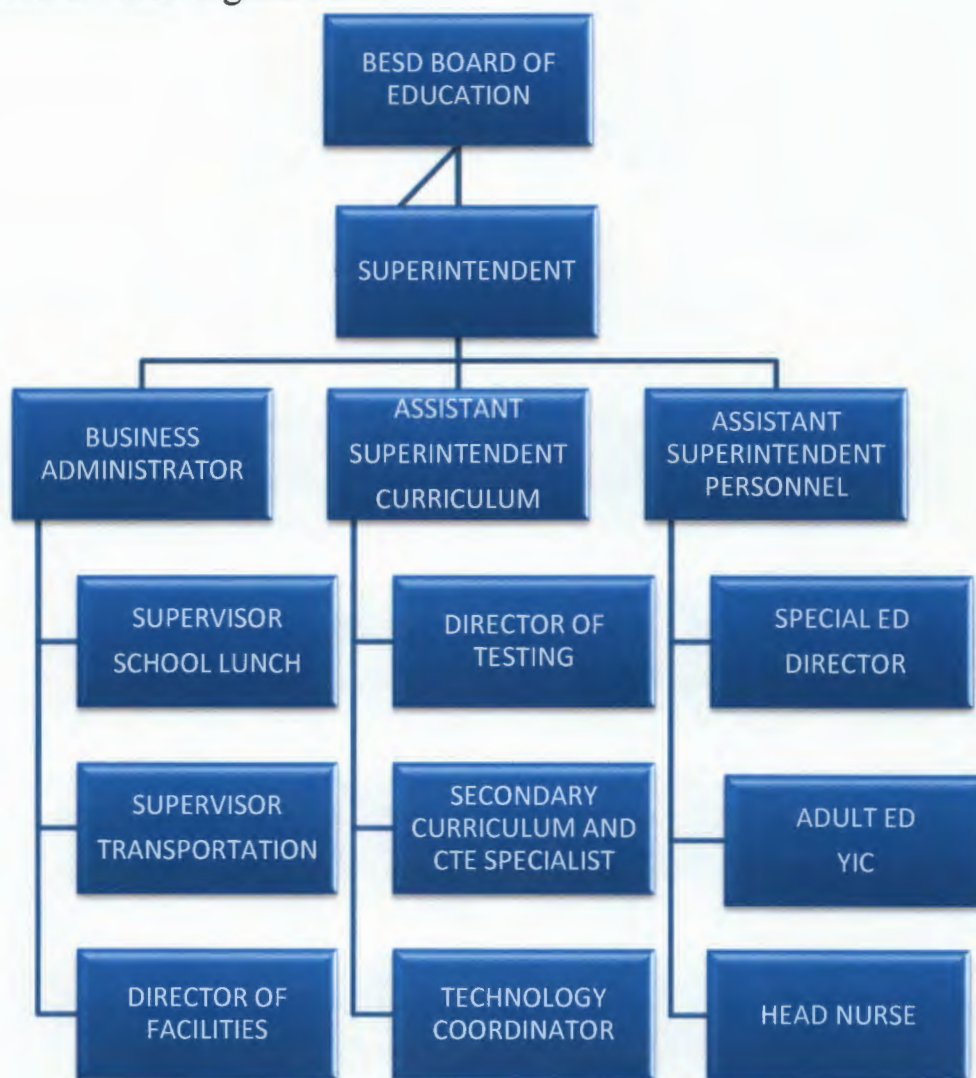 BESD BOARD OF
EDUCATION
SUPERINTENDENT
BUSINESS
ADMINISTRATOR
ASSISTANT
SUPERINTENDENT
CURRICULUM
ASSISTANT
SUPERINTENDENT
PERSONNEL
SUPERVISOR
SCHOOL LUNCH
DIRECTOR OF
TESTING
SPECIAL ED
DIRECTOR
SUPERVISOR
TRANSPORTATION
SECONDARY
CURRICULUM AND
CTE SPECIALIST
ADULT ED
YIC
DIRECTOR OF
FACILITIES
TECHNOLOGY
COORDINATOR
HEAD NURSE